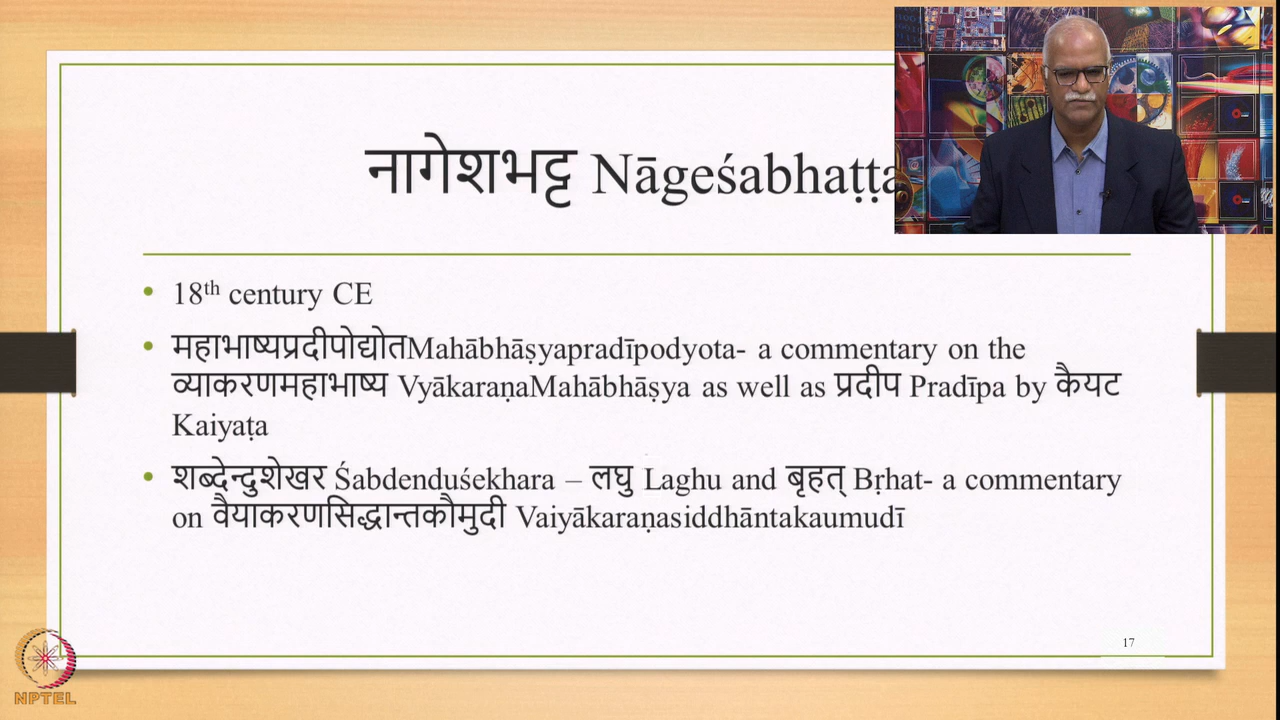 नागेशभट्ट Nāgeśabhaṭṭa
18th century CE
महाभाष्यप्रदीपोद्योतMahābhāṣyapradīpodyota- a commentary on the
व्याकरणमहाभाष्य VyākaraṇaMahābhāṣya as well as प्रदीप Pradīpa by कैयट
Kaiyaṭa
शब्देन्दुशेखर Śabdenduśekhara – लघु Laghu and बृहत् Bṛhat- a commentary
on वैयाकरणसिद्धान्तकौमुदी Vaiyākaraṇasiddhāntakaumudī
17
NPTEL